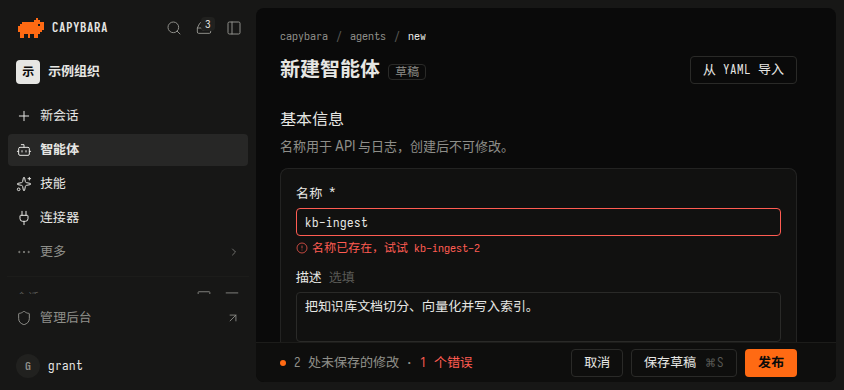 CAPYBARA
3
示 示例组织
新会话
智能体
技能
连接器
更多
管理后台
G grant
capybara / agents / new
新建智能体 草稿
从 YAML 导入
基本信息
名称用于 API 与日志，创建后不可修改。
名称 *
kb-ingest
名称已存在，试试 kb-ingest-2
描述 选填
把知识库文档切分、向量化并写入索引。
2 处未保存的修改 · 1 个错误
取消
保存草稿 ⌘S
发布